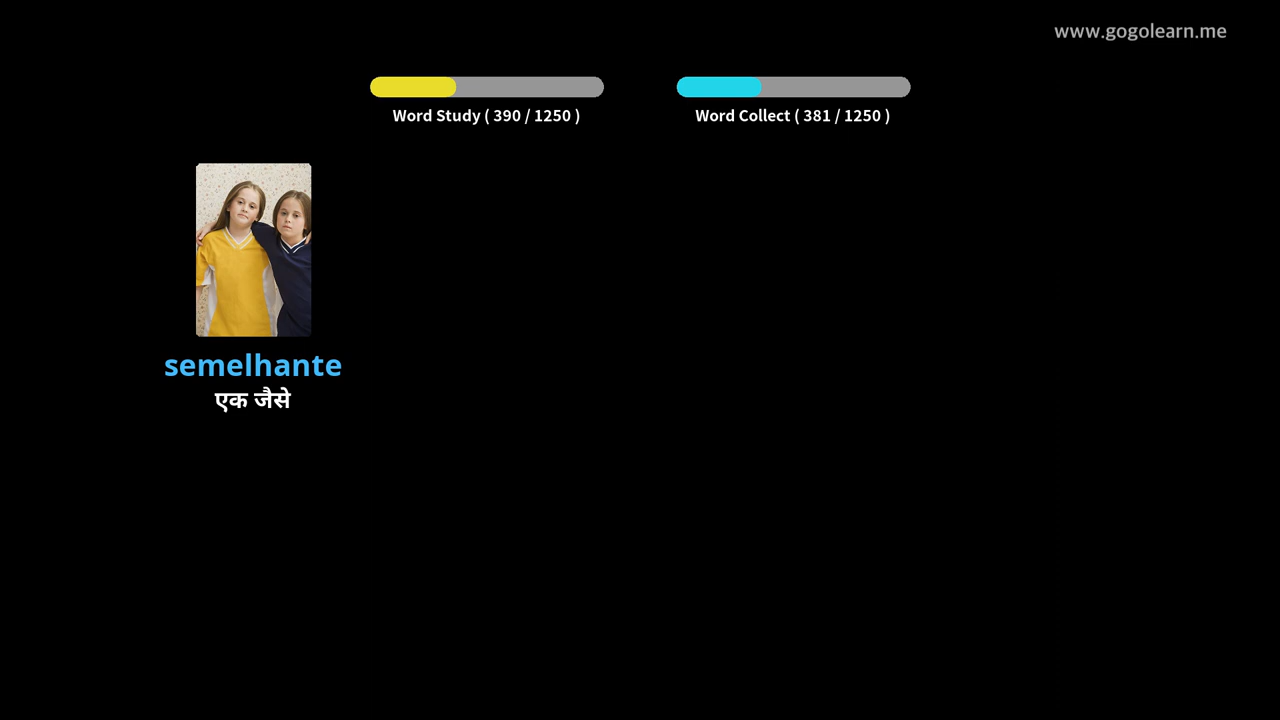 www.gogolearn.me
Word Study ( 390 / 1250 )
Word Collect ( 381 / 1250 )
semelhante
एक जैसे